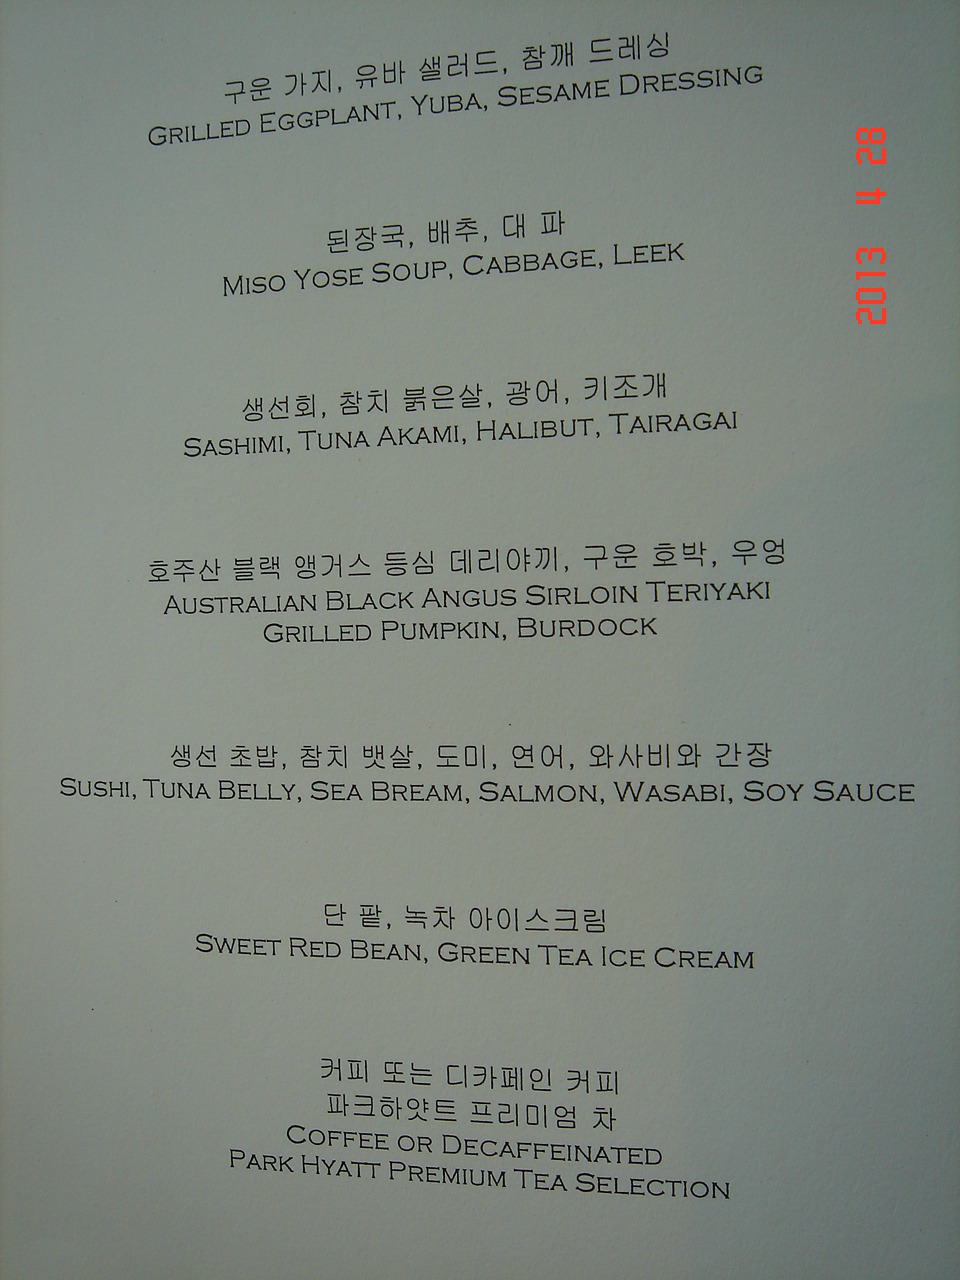 구운 가지, 유바 샐러드, 참깨 드레싱
GRILLED EGGPLANT, YUBA, SESAME DRESSING
된장국, 배추, 대 파
MISO YOSE SOUP, CABBAGE, LEEK
생선회, 참치 붉은살, 광어, 키조개
SASHIMI, TUNA AKAMI, HALIBUT, TAIRAGAI
호주산 블랙 앵거스 등심 데리야끼, 구운 호박, 우엉
AUSTRALIAN BLACK ANGUS SIRLOIN TERIYAKI
GRILLED PUMPKIN, BURDOCK
생선 초밥, 참치 뱃살, 도미, 연어, 와사비와 간장
SUSHI, TUNA BELLY, SEA BREAM, SALMON, WASABI, SOY SAUCE
단 팥, 녹차 아이스크림
SWEET RED BEAN, GREEN TEA ICE CREAM
커피 또는 디카페인 커피
파크하얏트 프리미엄 차
COFFEE OR DECAFFEINATED
PARK HYATT PREMIUM TEA SELECTION
2013 4 28